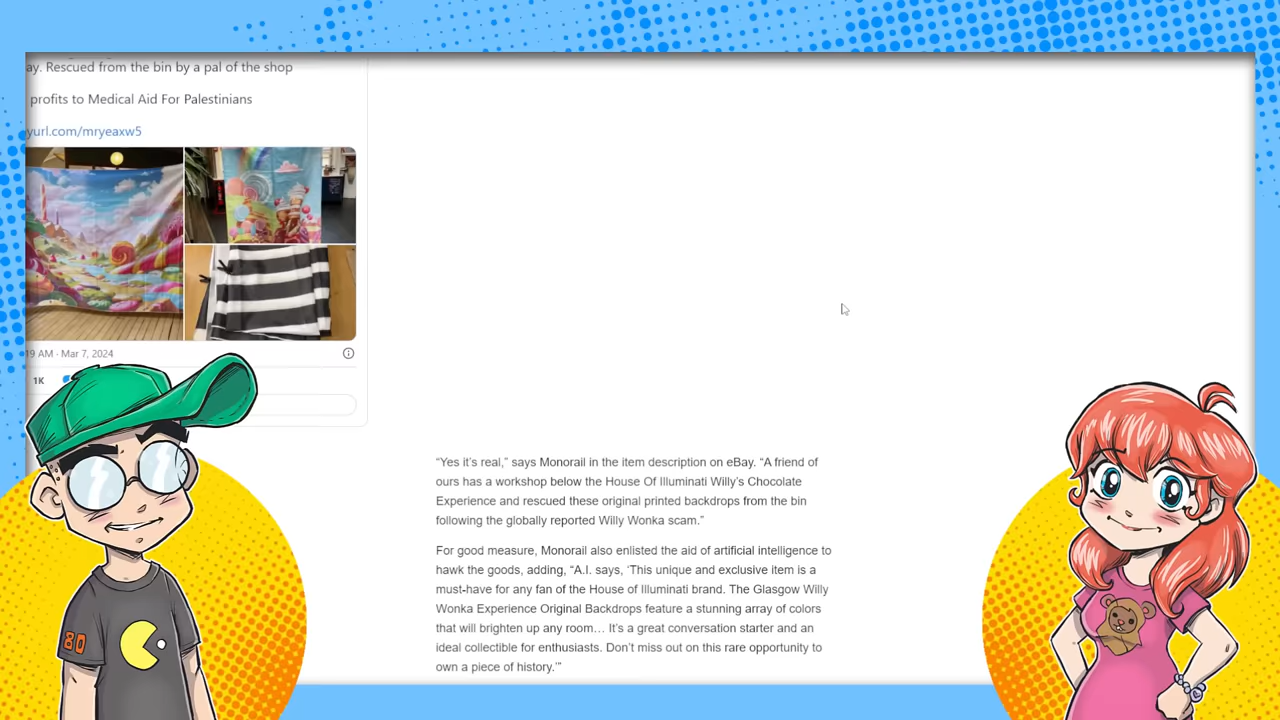 ay. Rescued from the bin by a pal of the shop
profits to Medical Aid For Palestinians
yurl.com/mryeaxw5
19 AM · Mar 7, 2024
1K
“Yes it’s real,” says Monorail in the item description on eBay. “A friend of
ours has a workshop below the House Of Illuminati Willy’s Chocolate
Experience and rescued these original printed backdrops from the bin
following the globally reported Willy Wonka scam.”
For good measure, Monorail also enlisted the aid of artificial intelligence to
hawk the goods, adding, “A.I. says, ‘This unique and exclusive item is a
must-have for any fan of the House of Illuminati brand. The Glasgow Willy
Wonka Experience Original Backdrops feature a stunning array of colors
that will brighten up any room… It’s a great conversation starter and an
ideal collectible for enthusiasts. Don’t miss out on this rare opportunity to
own a piece of history.’”
80